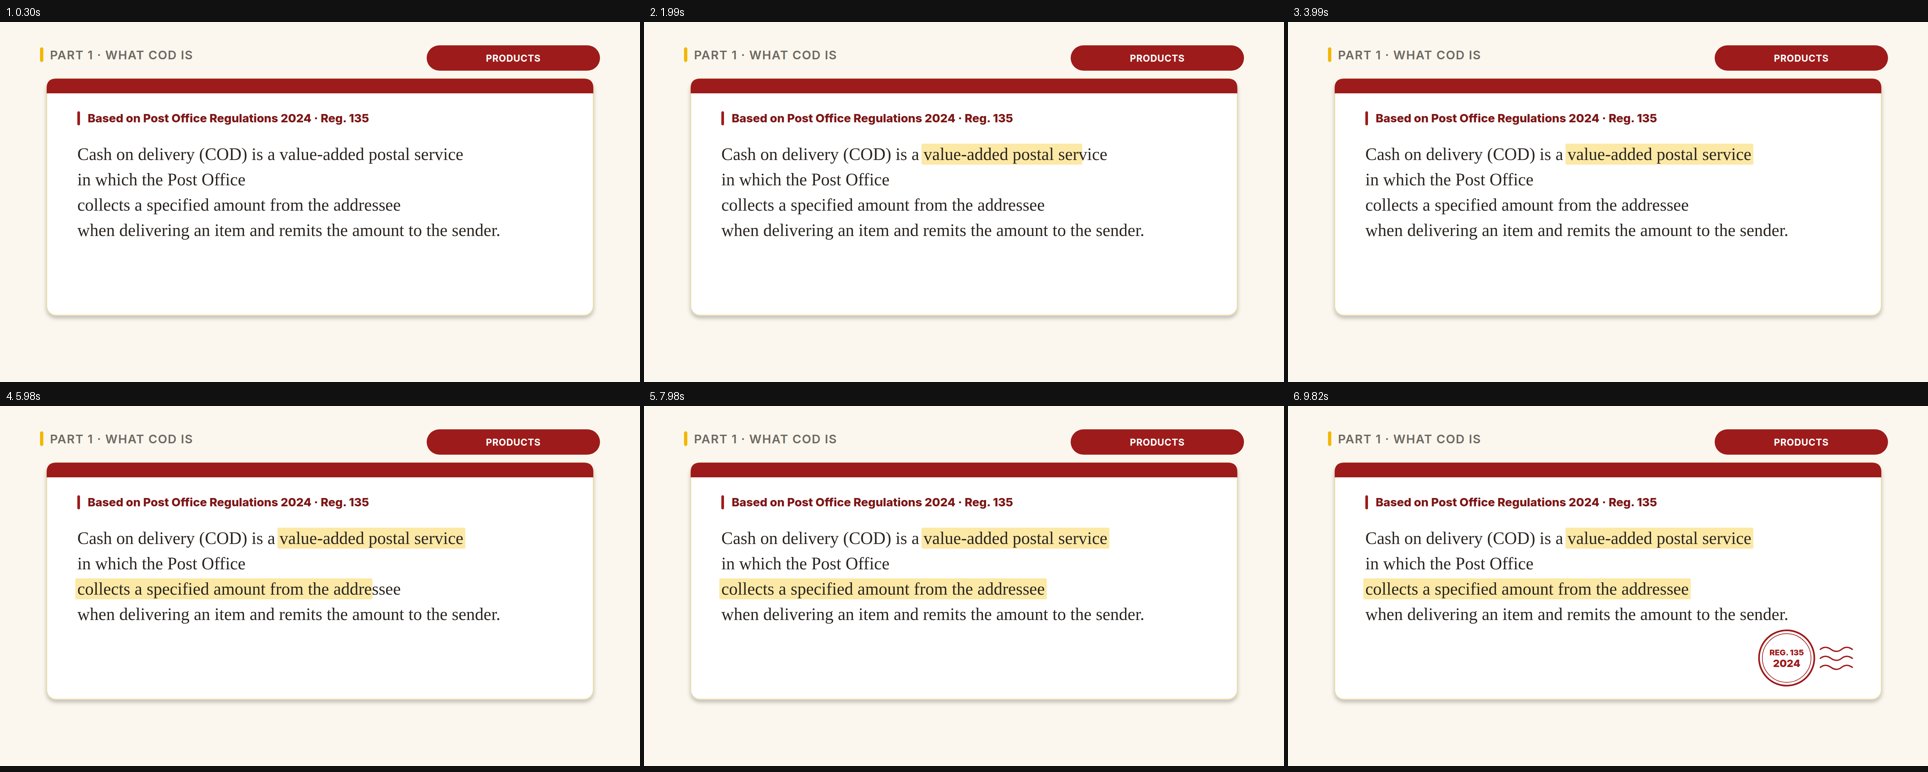 1. 0.30s
PART 1 · WHAT COD IS
PRODUCTS
Based on Post Office Regulations 2024 · Reg. 135
Cash on delivery (COD) is a value-added postal service
in which the Post Office
collects a specified amount from the addressee
when delivering an item and remits the amount to the sender.
2. 1.99s
PART 1 · WHAT COD IS
PRODUCTS
Based on Post Office Regulations 2024 · Reg. 135
Cash on delivery (COD) is a value-added postal service
in which the Post Office
collects a specified amount from the addressee
when delivering an item and remits the amount to the sender.
3. 3.99s
PART 1 · WHAT COD IS
PRODUCTS
Based on Post Office Regulations 2024 · Reg. 135
Cash on delivery (COD) is a value-added postal service
in which the Post Office
collects a specified amount from the addressee
when delivering an item and remits the amount to the sender.
4. 5.98s
PART 1 · WHAT COD IS
PRODUCTS
Based on Post Office Regulations 2024 · Reg. 135
Cash on delivery (COD) is a value-added postal service
in which the Post Office
collects a specified amount from the addressee
when delivering an item and remits the amount to the sender.
5. 7.98s
PART 1 · WHAT COD IS
PRODUCTS
Based on Post Office Regulations 2024 · Reg. 135
Cash on delivery (COD) is a value-added postal service
in which the Post Office
collects a specified amount from the addressee
when delivering an item and remits the amount to the sender.
6. 9.82s
PART 1 · WHAT COD IS
PRODUCTS
Based on Post Office Regulations 2024 · Reg. 135
Cash on delivery (COD) is a value-added postal service
in which the Post Office
collects a specified amount from the addressee
when delivering an item and remits the amount to the sender.
REG. 135
2024